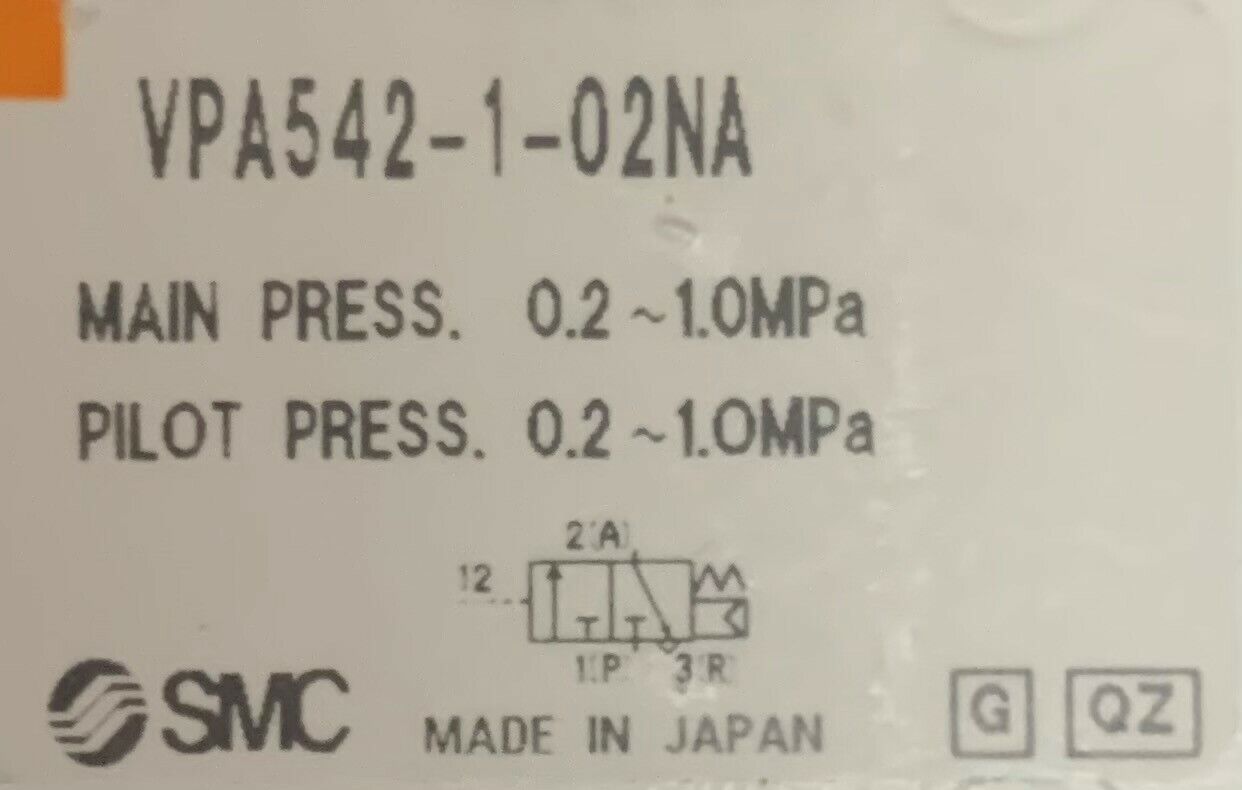 VPA542-1-02NA
MAIN PRESS. 0.2~1.0MPa
PILOT PRESS. 0.2~1.0MPa
2(A)
12
1(P) 3(R)
SMC MADE IN JAPAN G QZ